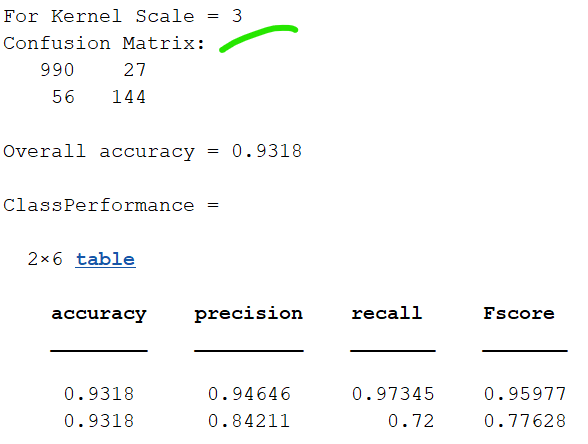 For Kernel Scale = 3
Confusion Matrix:
990 27
56 144
Overall accuracy = 0.9318
ClassPerformance =
2×6 table
accuracy precision recall Fscore
0.9318 0.94646 0.97345 0.95977
0.9318 0.84211 0.72 0.77628